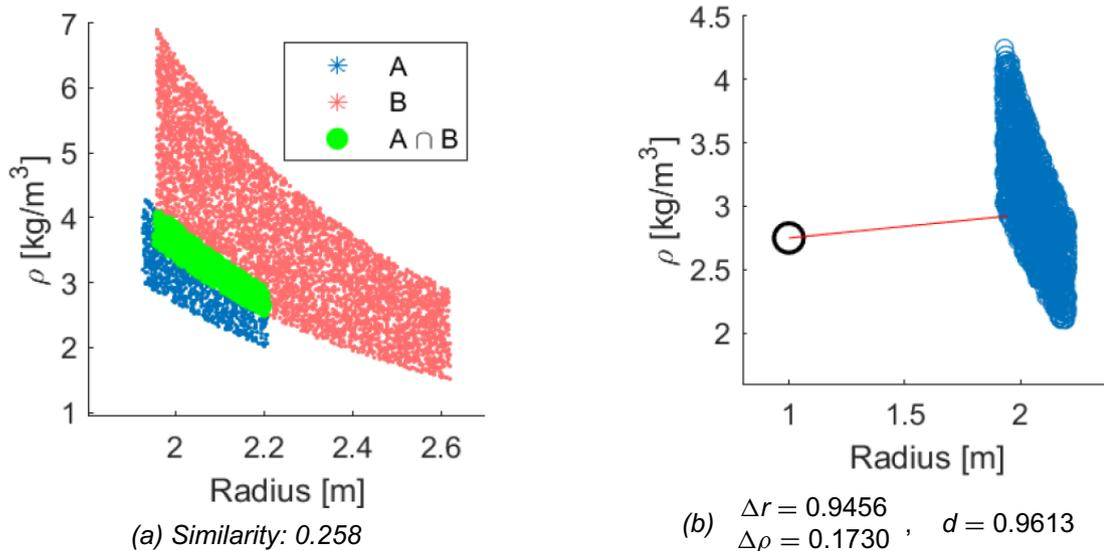 7
6
5
4
3
2
1
ρ [kg/m³]
A
B
A ∩ B
2 2.2 2.4 2.6
Radius [m]
(a) Similarity: 0.258
4.5
4
3.5
3
2.5
2
ρ [kg/m³]
1 1.5 2
Radius [m]
(b) Δr = 0.9456
Δρ = 0.1730 , d = 0.9613